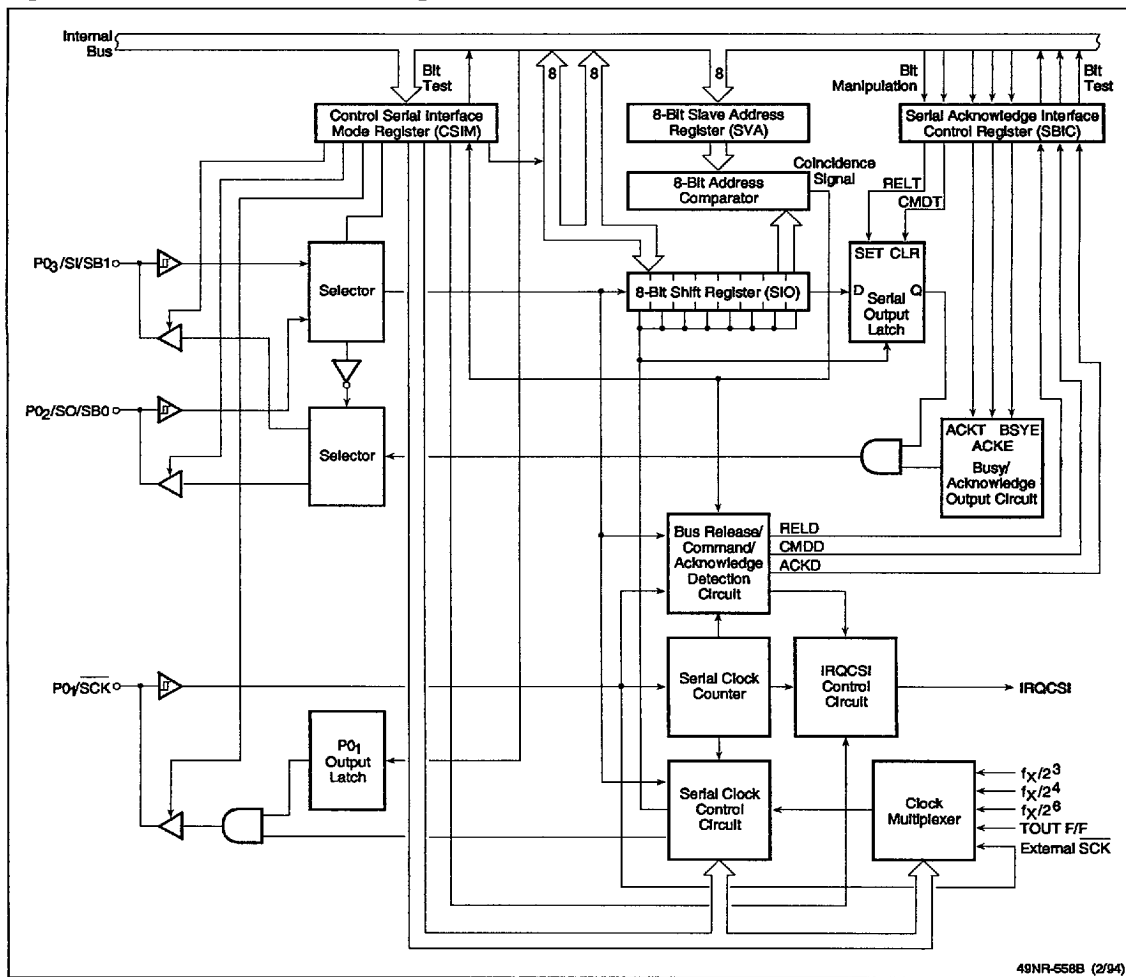 Internal
Bus
8
8
8
Bit
Test
Bit
Manipulation
Bit
Test
Control Serial Interface
Mode Register (CSIM)
8-Bit Slave Address
Register (SVA)
Serial Acknowledge Interface
Control Register (SBIC)
Coincidence
Signal
8-Bit Address
Comparator
RELT
CMDT
P0₃/SI/SB1
Selector
SET CLR
D Q
Serial
Output
Latch
8-Bit Shift Register (SIO)
P0₂/SO/SB0
Selector
ACKT BSYE
ACKE
Busy/
Acknowledge
Output Circuit
Bus Release/
Command/
Acknowledge
Detection
Circuit
RELD
CMDD
ACKD
P0₁/S̅C̅K̅
Serial Clock
Counter
IRQCSI
Control
Circuit
IRQCSI
P0₁
Output
Latch
Serial Clock
Control
Circuit
Clock
Multiplexer
fX/2³
fX/2⁴
fX/2⁶
TOUT F/F
External S̅C̅K̅
49NR-558B (2/94)